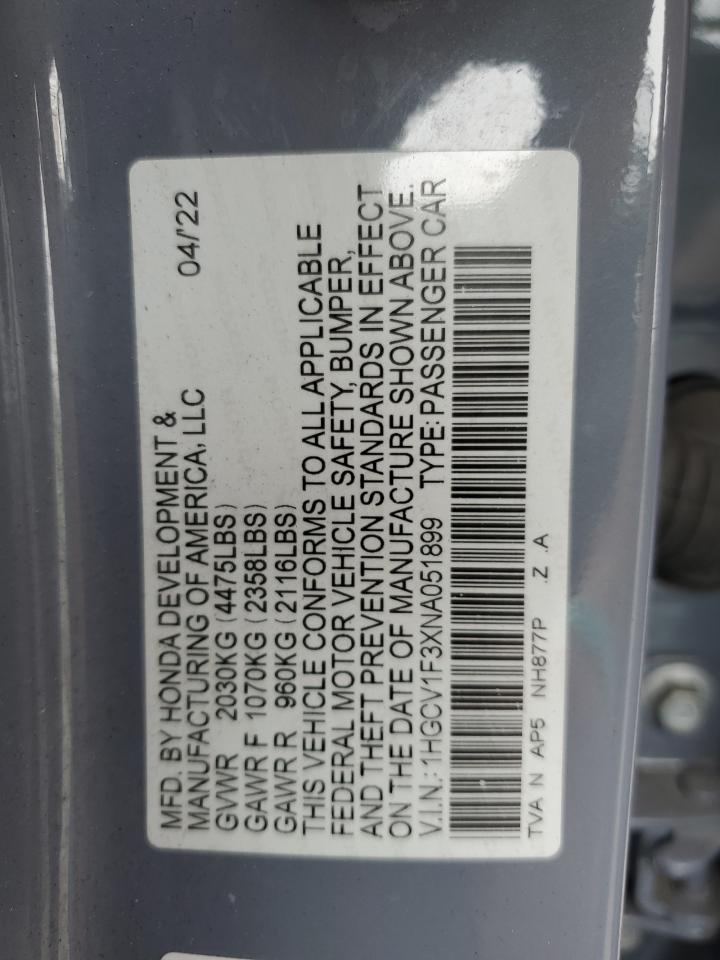 MFD. BY HONDA DEVELOPMENT &
MANUFACTURING OF AMERICA, LLC 04/'22
GVWR 2030KG (4475LBS)
GAWR F 1070KG (2358LBS)
GAWR R 960KG (2116LBS)
THIS VEHICLE CONFORMS TO ALL APPLICABLE
FEDERAL MOTOR VEHICLE SAFETY, BUMPER,
AND THEFT PREVENTION STANDARDS IN EFFECT
ON THE DATE OF MANUFACTURE SHOWN ABOVE.
V.I.N.: 1HGCV1F3XNA051899 TYPE: PASSENGER CAR
TVA N AP5 NH877P .Z .A